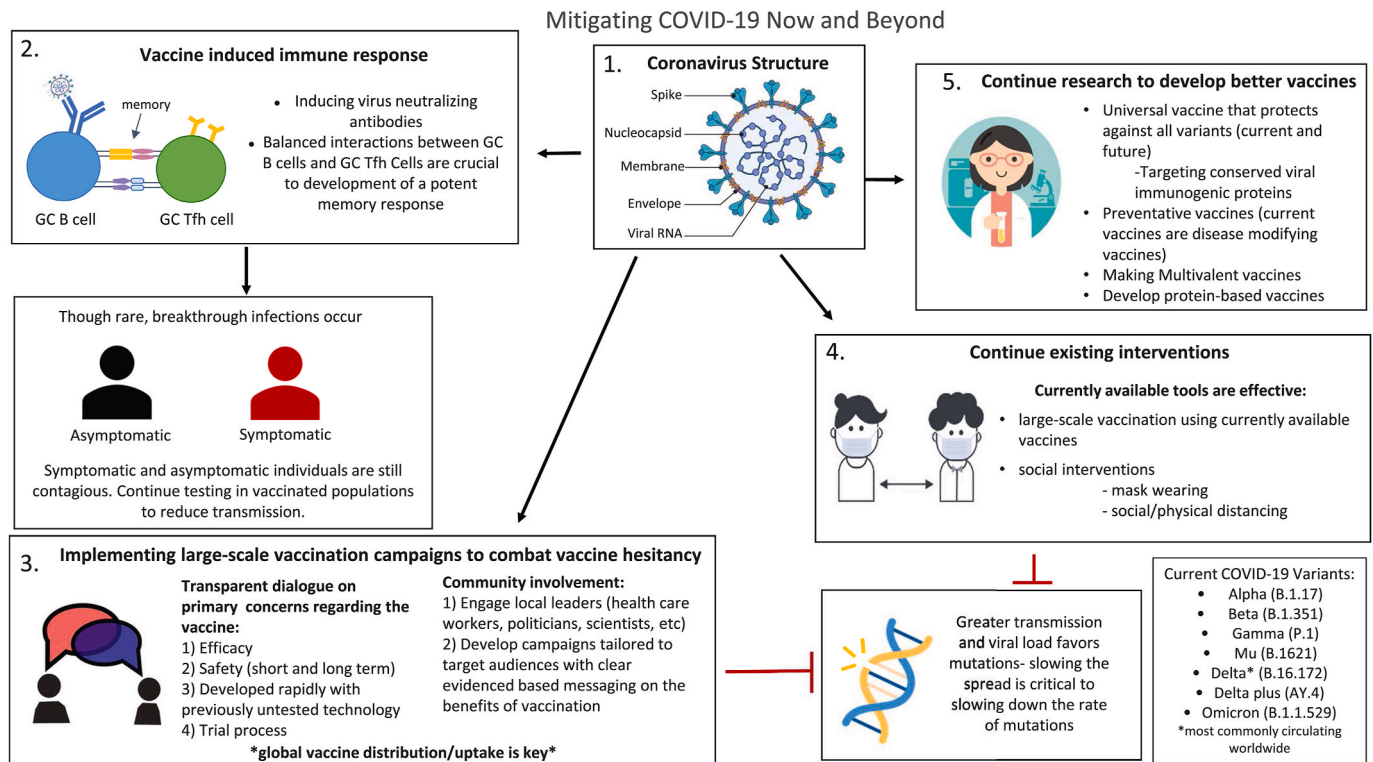 Mitigating COVID-19 Now and Beyond
1.
Coronavirus Structure
Spike
Nucleocapsid
Membrane
Envelope
Viral RNA
2.
Vaccine induced immune response
memory
GC B cell
GC Tfh cell
• Inducing virus neutralizing
antibodies
• Balanced interactions between GC
B cells and GC Tfh Cells are crucial
to development of a potent
memory response
Though rare, breakthrough infections occur
Asymptomatic
Symptomatic
Symptomatic and asymptomatic individuals are still
contagious. Continue testing in vaccinated populations
to reduce transmission.
3.
Implementing large-scale vaccination campaigns to combat vaccine hesitancy
Transparent dialogue on
primary concerns regarding the
vaccine:
1) Efficacy
2) Safety (short and long term)
3) Developed rapidly with
previously untested technology
4) Trial process
Community involvement:
1) Engage local leaders (health care
workers, politicians, scientists, etc)
2) Develop campaigns tailored to
target audiences with clear
evidenced based messaging on the
benefits of vaccination
*global vaccine distribution/uptake is key*
4.
Continue existing interventions
Currently available tools are effective:
• large-scale vaccination using currently available
vaccines
• social interventions
- mask wearing
- social/physical distancing
5.
Continue research to develop better vaccines
• Universal vaccine that protects
against all variants (current and
future)
-Targeting conserved viral
immunogenic proteins
• Preventative vaccines (current
vaccines are disease modifying
vaccines)
• Making Multivalent vaccines
• Develop protein-based vaccines
Greater transmission
and viral load favors
mutations- slowing the
spread is critical to
slowing down the rate
of mutations
Current COVID-19 Variants:
• Alpha (B.1.17)
• Beta (B.1.351)
• Gamma (P.1)
• Mu (B.1621)
• Delta* (B.16.172)
• Delta plus (AY.4)
• Omicron (B.1.1.529)
*most commonly circulating
worldwide